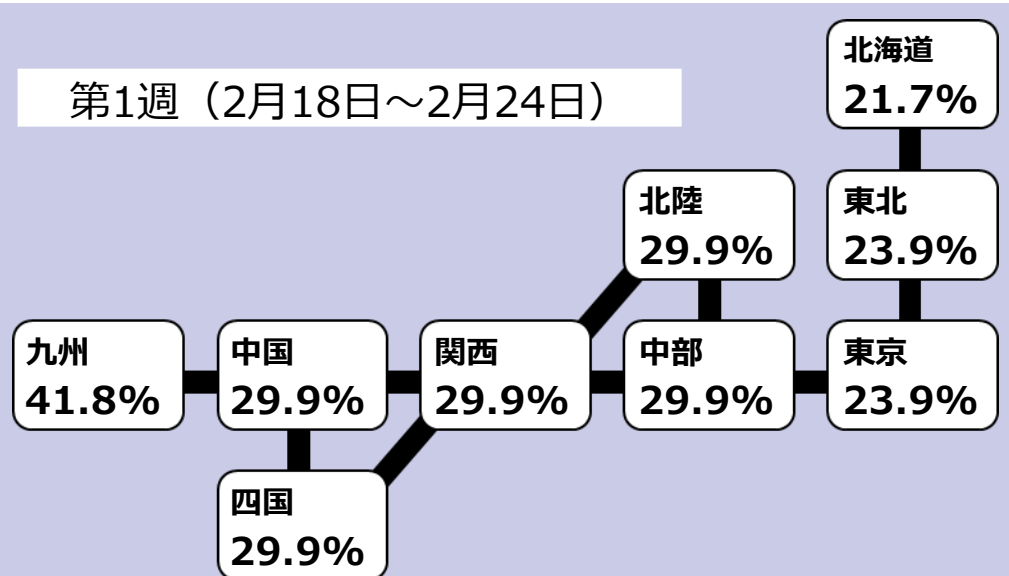 第1週（2月18日～2月24日）
北海道
21.7%
北陸
29.9%
東北
23.9%
九州
41.8%
中国
29.9%
関西
29.9%
中部
29.9%
東京
23.9%
四国
29.9%